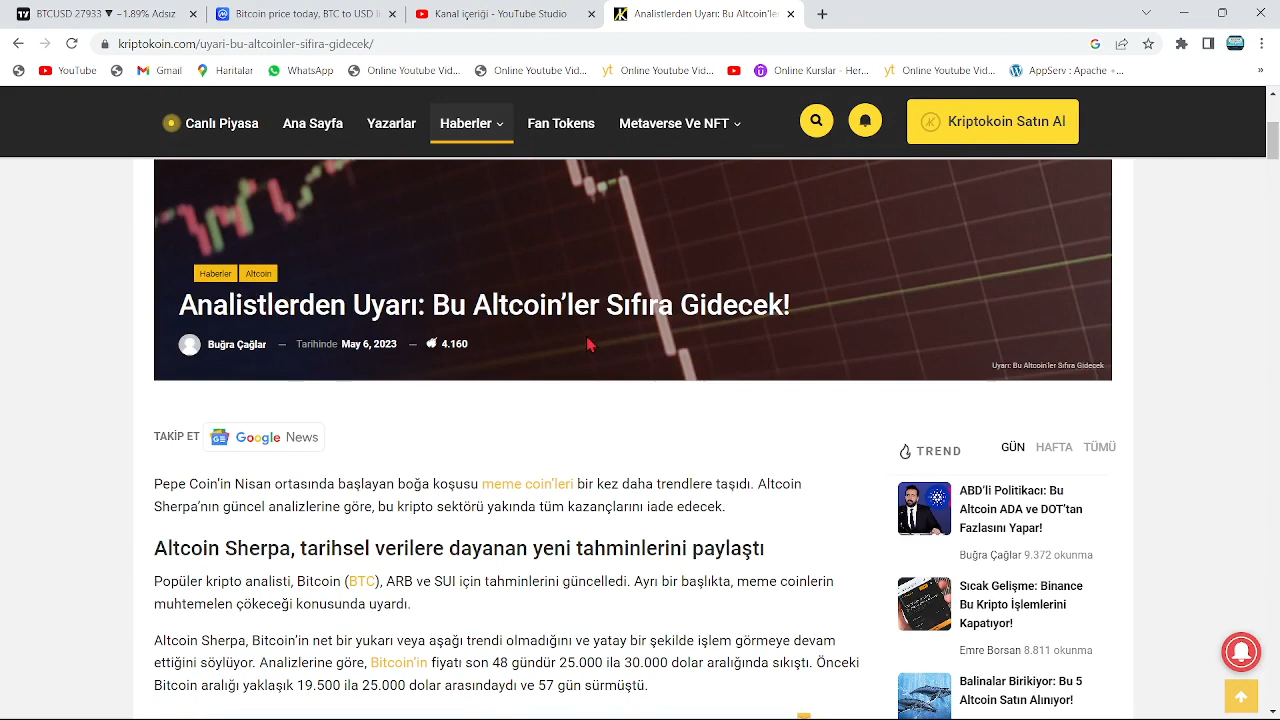 BTCUSD 27933 ▼ −1.89% Adsız
Bitcoin price today, BTC to USD li
Kanal içeriği - YouTube Studio
Analistlerden Uyarı: Bu Altcoin'ler
kriptokoin.com/uyari-bu-altcoinler-sifira-gidecek/
YouTube
Gmail
Haritalar
WhatsApp
Online Youtube Vid...
Online Youtube Vid...
Online Youtube Vid...
Online Kurslar - Her...
Online Youtube Vid...
AppServ : Apache +...
Canlı Piyasa
Ana Sayfa
Yazarlar
Haberler
Fan Tokens
Metaverse Ve NFT
Kriptokoin Satın Al
Haberler
Altcoin
Analistlerden Uyarı: Bu Altcoin'ler Sıfıra Gidecek!
Buğra Çağlar — Tarihinde May 6, 2023 — 4.160
Uyarı: Bu Altcoin'ler Sıfıra Gidecek
TAKİP ET Google News
Pepe Coin'in Nisan ortasında başlayan boğa koşusu meme coin'leri bir kez daha trendlere taşıdı. Altcoin
Sherpa'nın güncel analizlerine göre, bu kripto sektörü yakında tüm kazançlarını iade edecek.
Altcoin Sherpa, tarihsel verilere dayanan yeni tahminlerini paylaştı
Popüler kripto analisti, Bitcoin (BTC), ARB ve SUI için tahminlerini güncelledi. Ayrı bir başlıkta, meme coinlerin
muhtemelen çökeceği konusunda uyardı.
Altcoin Sherpa, Bitcoin'in net bir yukarı veya aşağı trendi olmadığını ve yatay bir şekilde işlem görmeye devam
ettiğini söylüyor. Analizlerine göre, Bitcoin'in fiyatı son 48 gündür 25.000 ila 30.000 dolar aralığında sıkıştı. Önceki
Bitcoin aralığı yaklaşık 19.500 ila 25.000 dolar arasındaydı ve 57 gün sürmüştü.
TREND
GÜN HAFTA TÜMÜ
ABD'li Politikacı: Bu
Altcoin ADA ve DOT'tan
Fazlasını Yapar!
Buğra Çağlar 9.372 okunma
Sıcak Gelişme: Binance
Bu Kripto İşlemlerini
Kapatıyor!
Emre Borsan 8.811 okunma
Balinalar Birikiyor: Bu 5
Altcoin Satın Alınıyor!